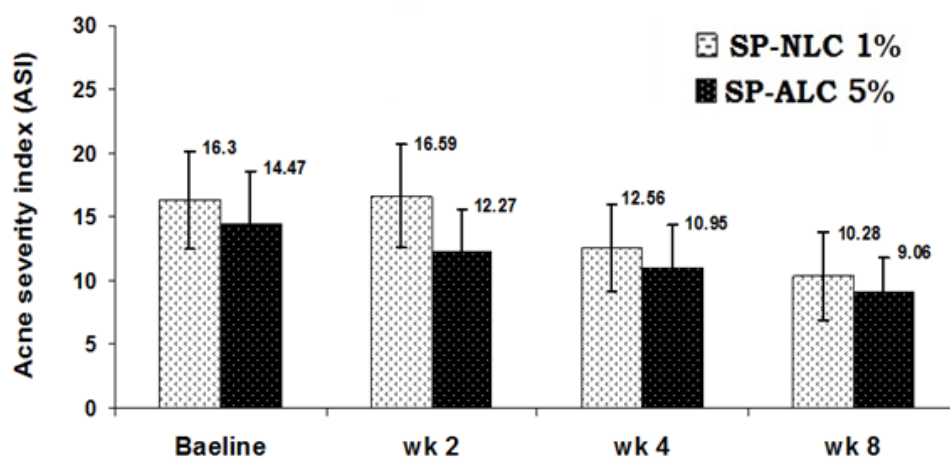 30
25
20
15
10
5
0
Acne severity index (ASI)
SP-NLC 1%
SP-ALC 5%
16.3
14.47
16.59
12.27
12.56
10.95
10.28
9.06
Baeline
wk 2
wk 4
wk 8